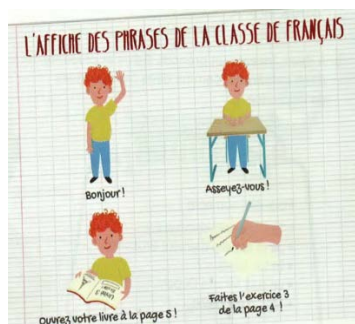 L'AFFICHE DES PHRASES DE LA CLASSE DE FRANÇAIS
Bonjour !
Asseyez-vous !
Ouvrez votre livre à la page 5 !
Faites l'exercice 3
de la page 4 !